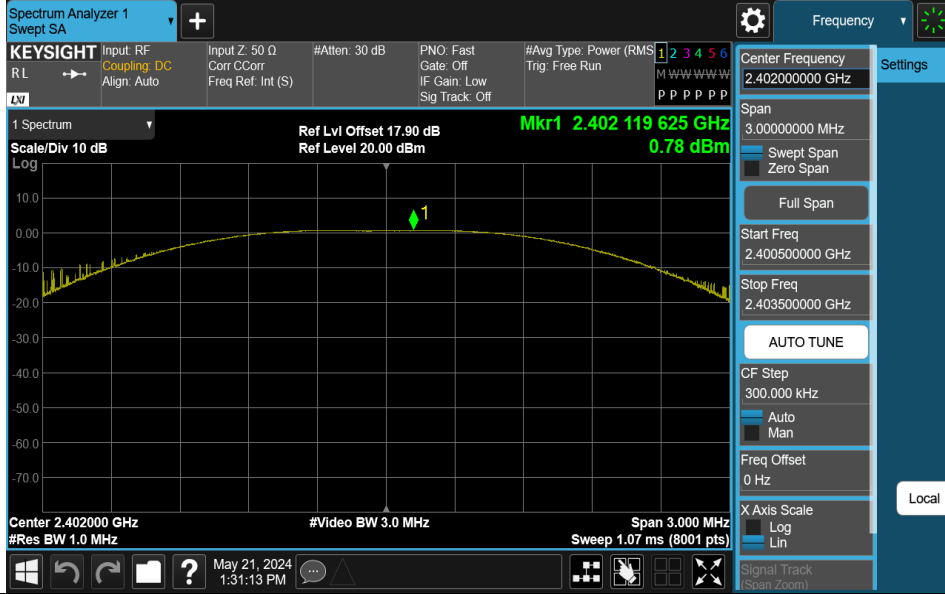 Spectrum Analyzer 1
Swept SA
+
Frequency
KEYSIGHT
R L
LXI
Input: RF
Coupling: DC
Align: Auto
Input Z: 50 Ω
Corr CCorr
Freq Ref: Int (S)
#Atten: 30 dB
PNO: Fast
Gate: Off
IF Gain: Low
Sig Track: Off
#Avg Type: Power (RMS
Trig: Free Run
1 2 3 4 5 6
M W W W W W
P P P P P P
1 Spectrum
Scale/Div 10 dB
Log
Ref Lvl Offset 17.90 dB
Ref Level 20.00 dBm
Mkr1 2.402 119 625 GHz
0.78 dBm
1
10.0
0.00
-10.0
-20.0
-30.0
-40.0
-50.0
-60.0
-70.0
Center 2.402000 GHz
#Res BW 1.0 MHz
#Video BW 3.0 MHz
Span 3.000 MHz
Sweep 1.07 ms (8001 pts)
?
May 21, 2024
1:31:13 PM
Center Frequency
2.402000000 GHz
Span
3.00000000 MHz
Swept Span
Zero Span
Full Span
Start Freq
2.400500000 GHz
Stop Freq
2.403500000 GHz
AUTO TUNE
CF Step
300.000 kHz
Auto
Man
Freq Offset
0 Hz
X Axis Scale
Log
Lin
Signal Track
(Span Zoom)
Settings
Local